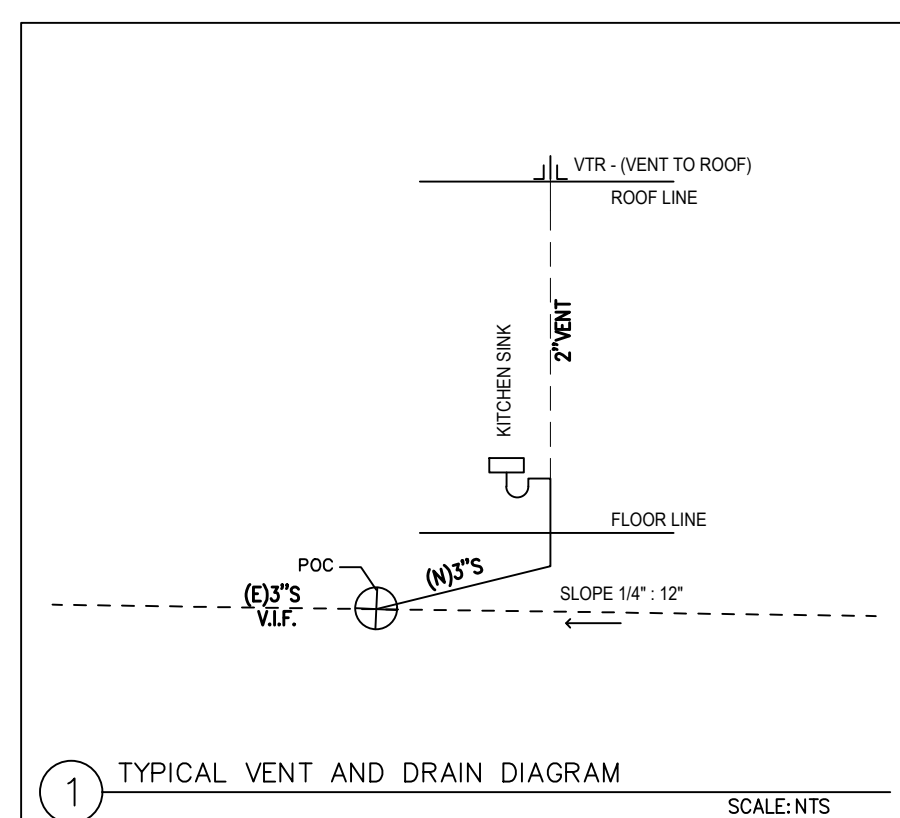 VTR - (VENT TO ROOF)
ROOF LINE
2"VENT
KITCHEN SINK
FLOOR LINE
POC
(N)3"S
(E)3"S
V.I.F.
SLOPE 1/4" : 12"
1 TYPICAL VENT AND DRAIN DIAGRAM
SCALE: NTS